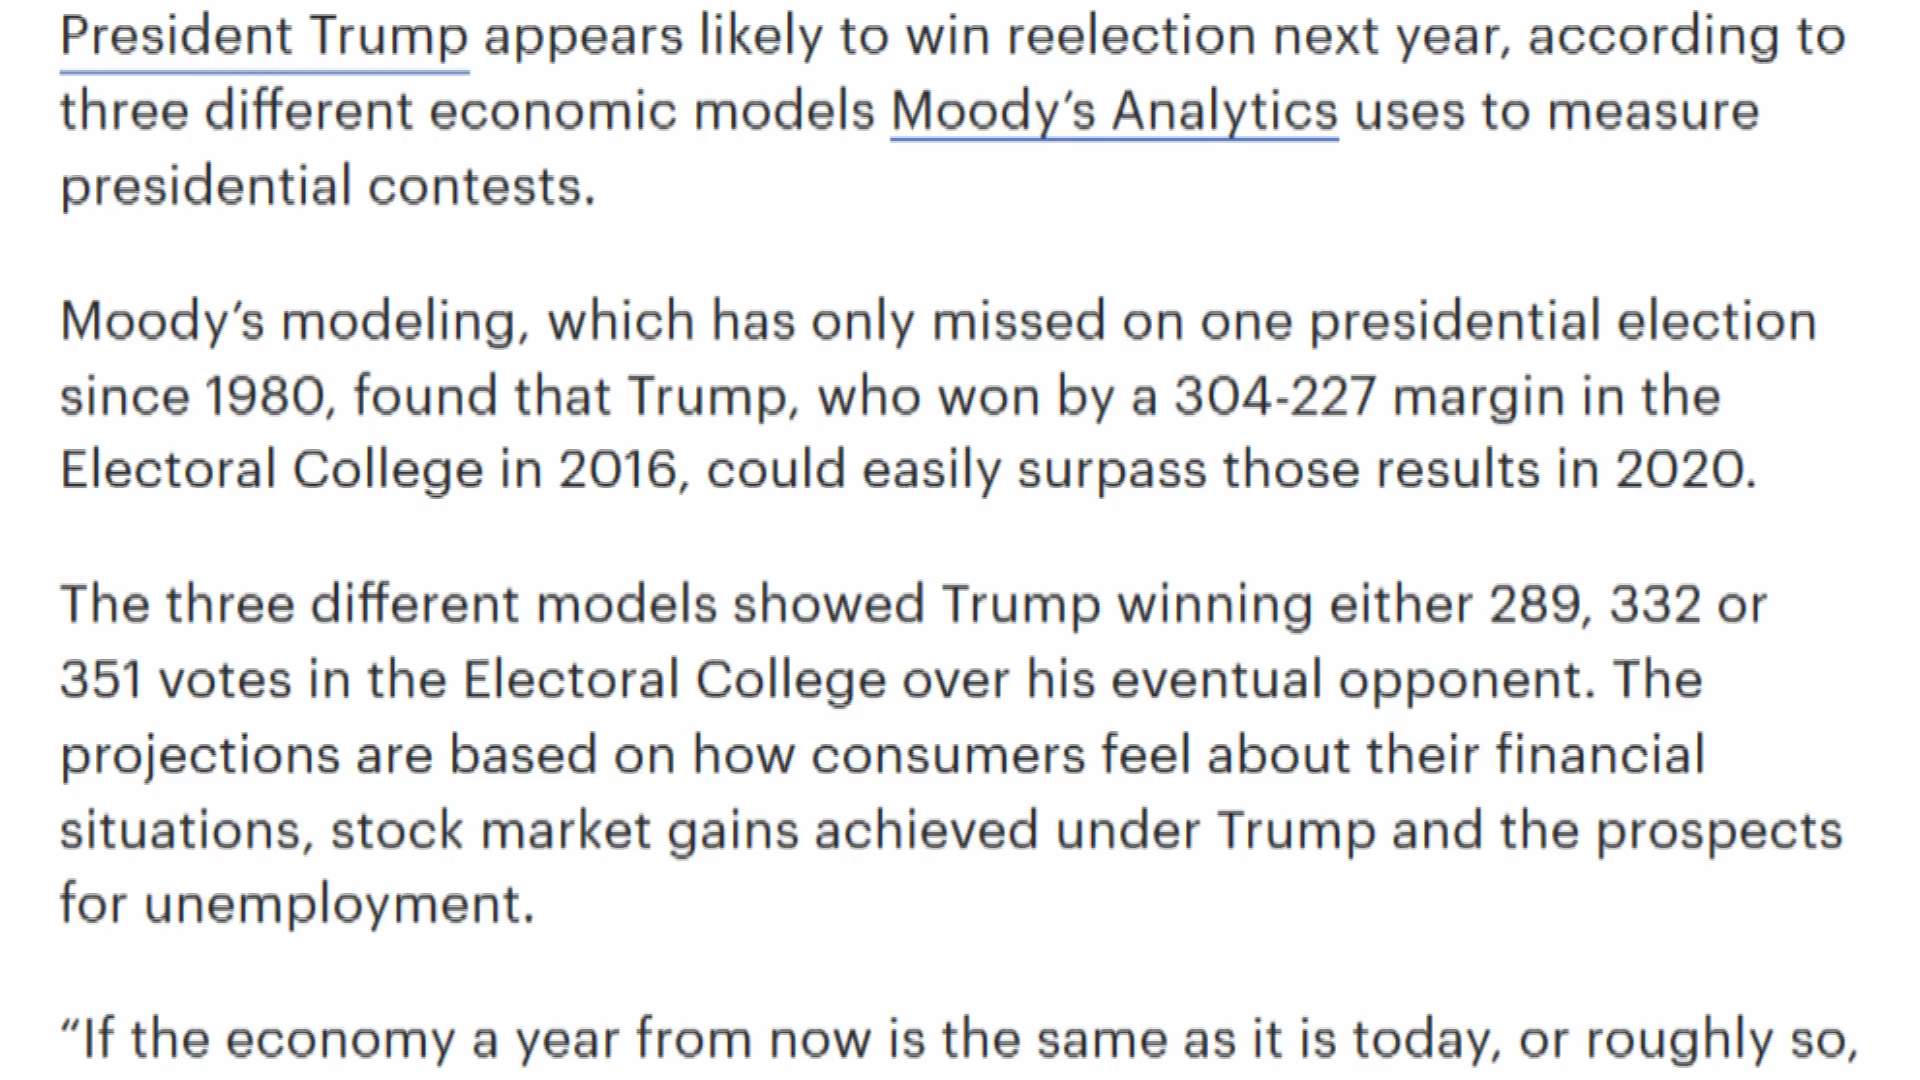 President Trump appears likely to win reelection next year, according to
three different economic models Moody’s Analytics uses to measure
presidential contests.
Moody’s modeling, which has only missed on one presidential election
since 1980, found that Trump, who won by a 304-227 margin in the
Electoral College in 2016, could easily surpass those results in 2020.
The three different models showed Trump winning either 289, 332 or
351 votes in the Electoral College over his eventual opponent. The
projections are based on how consumers feel about their financial
situations, stock market gains achieved under Trump and the prospects
for unemployment.
“If the economy a year from now is the same as it is today, or roughly so,